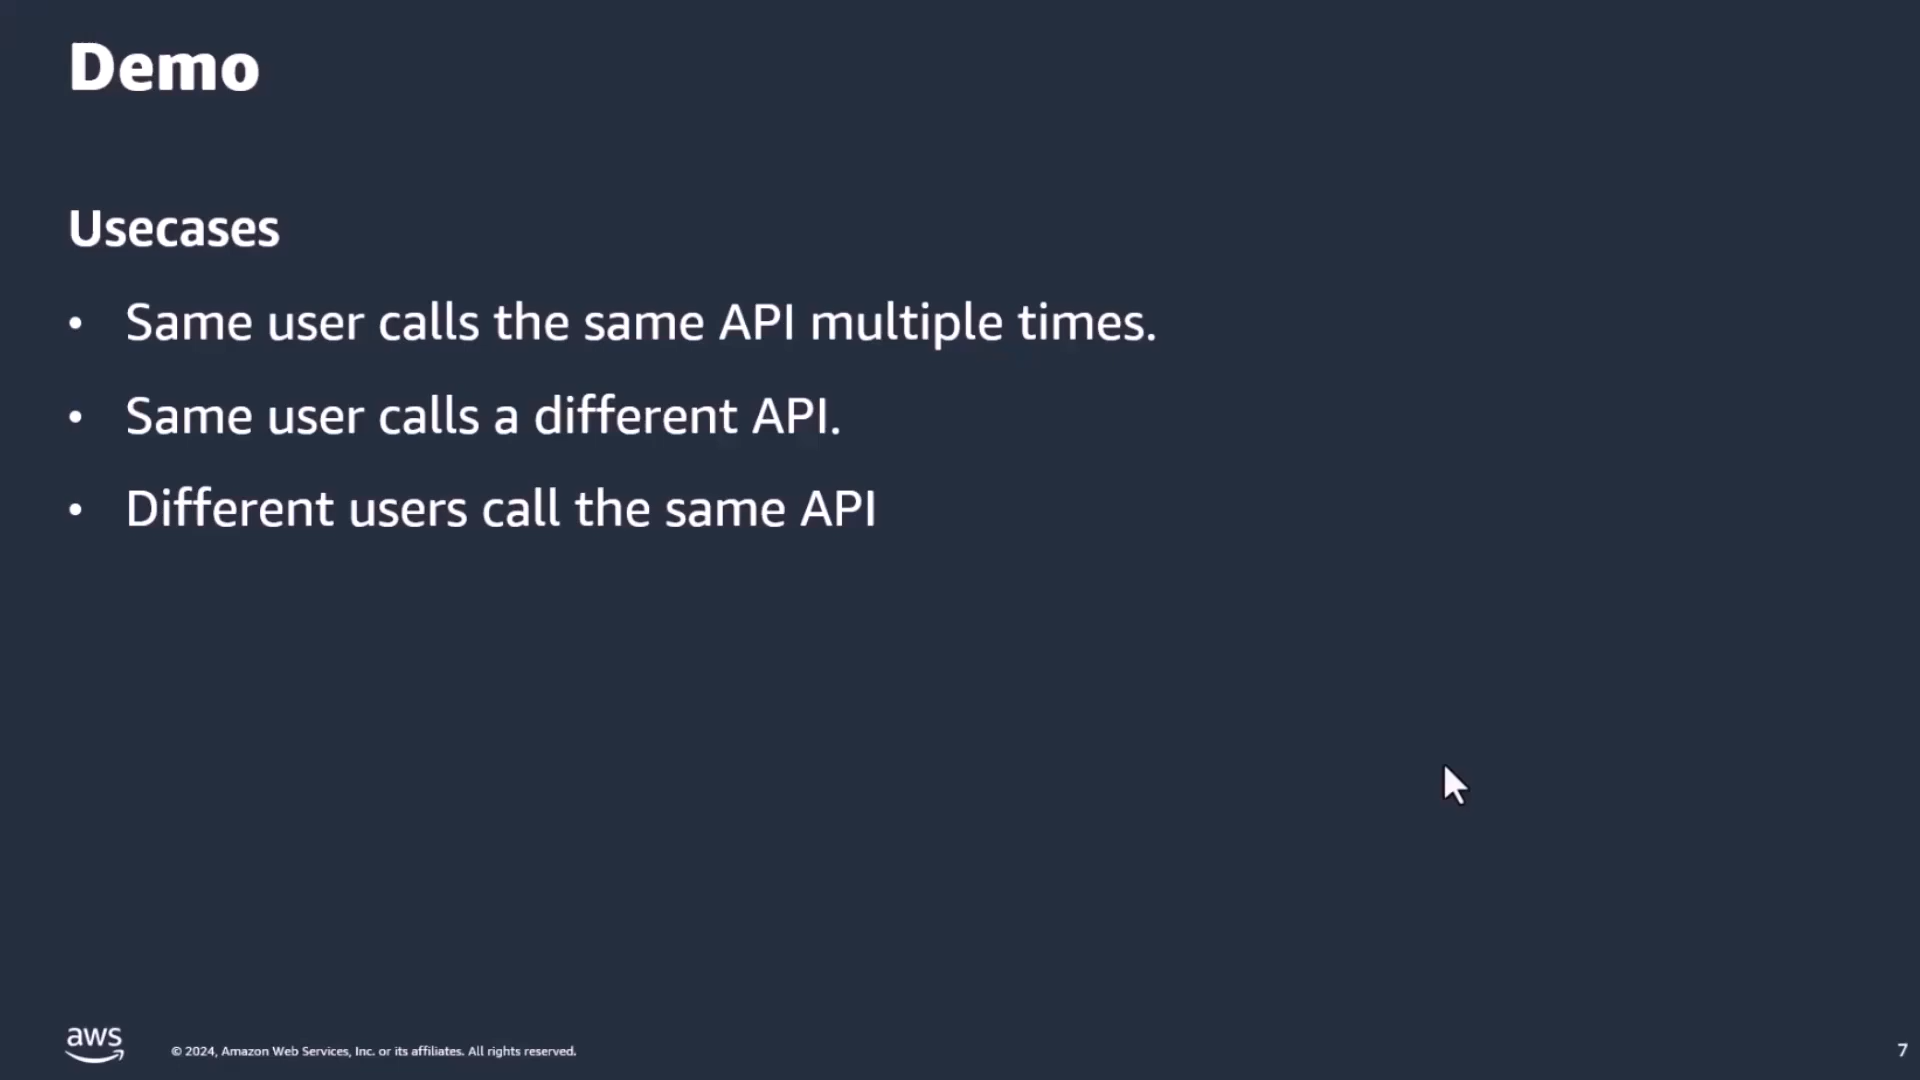 Demo
Usecases
• Same user calls the same API multiple times.
• Same user calls a different API.
• Different users call the same API
aws
© 2024, Amazon Web Services, Inc. or its affiliates. All rights reserved.
7